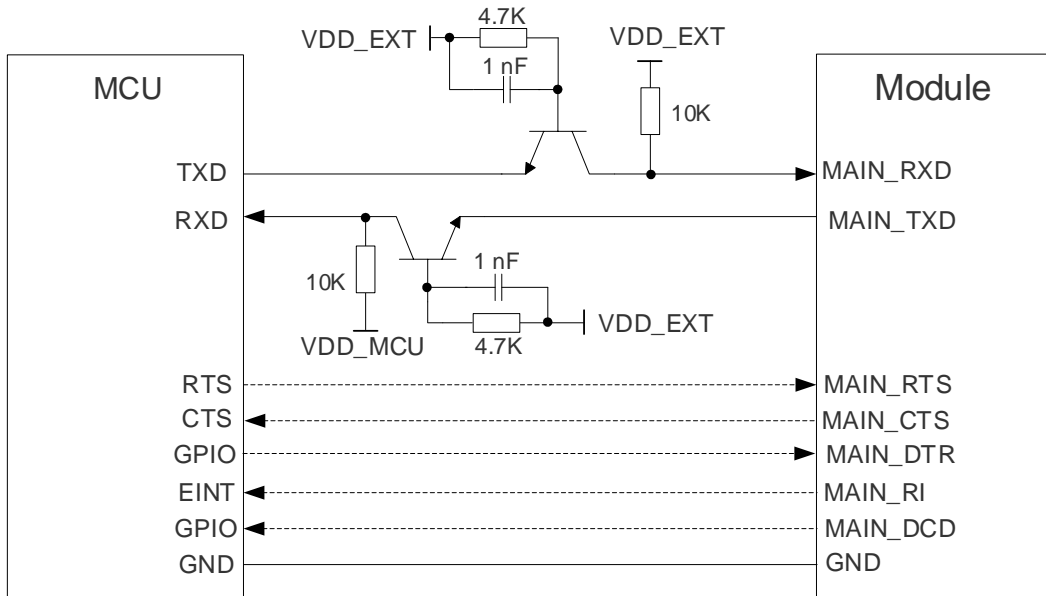 4.7K
VDD_EXT
VDD_EXT
1 nF
MCU
Module
10K
TXD
MAIN_RXD
RXD
MAIN_TXD
1 nF
10K
VDD_EXT
VDD_MCU
4.7K
RTS
MAIN_RTS
CTS
MAIN_CTS
GPIO
MAIN_DTR
EINT
MAIN_RI
GPIO
MAIN_DCD
GND
GND